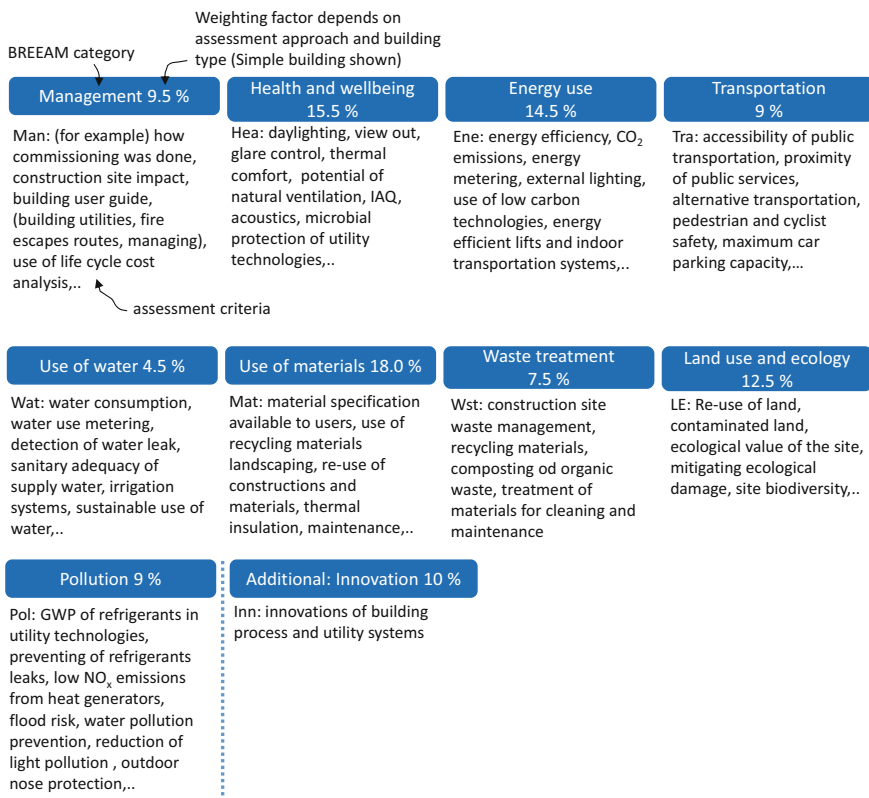 Weighting factor depends on
assessment approach and building
type (Simple building shown)
BREEAM category
Management 9.5 %
Man: (for example) how
commissioning was done,
construction site impact,
building user guide,
(building utilities, fire
escapes routes, managing),
use of life cycle cost
analysis,..
assessment criteria
Health and wellbeing
15.5 %
Hea: daylighting, view out,
glare control, thermal
comfort, potential of
natural ventilation, IAQ,
acoustics, microbial
protection of utility
technologies,..
Energy use
14.5 %
Ene: energy efficiency, CO₂
emissions, energy
metering, external lighting,
use of low carbon
technologies, energy
efficient lifts and indoor
transportation systems,..
Transportation
9 %
Tra: accessibility of public
transportation, proximity
of public services,
alternative transportation,
pedestrian and cyclist
safety, maximum car
parking capacity,...
Use of water 4.5 %
Wat: water consumption,
water use metering,
detection of water leak,
sanitary adequacy of
supply water, irrigation
systems, sustainable use of
water,..
Use of materials 18.0 %
Mat: material specification
available to users, use of
recycling materials
landscaping, re-use of
constructions and
materials, thermal
insulation, maintenance,..
Waste treatment
7.5 %
Wst: construction site
waste management,
recycling materials,
composting od organic
waste, treatment of
materials for cleaning and
maintenance
Land use and ecology
12.5 %
LE: Re-use of land,
contaminated land,
ecological value of the site,
mitigating ecological
damage, site biodiversity,..
Pollution 9 %
Pol: GWP of refrigerants in
utility technologies,
preventing of refrigerants
leaks, low NOₓ emissions
from heat generators,
flood risk, water pollution
prevention, reduction of
light pollution , outdoor
nose protection,..
Additional: Innovation 10 %
Inn: innovations of building
process and utility systems